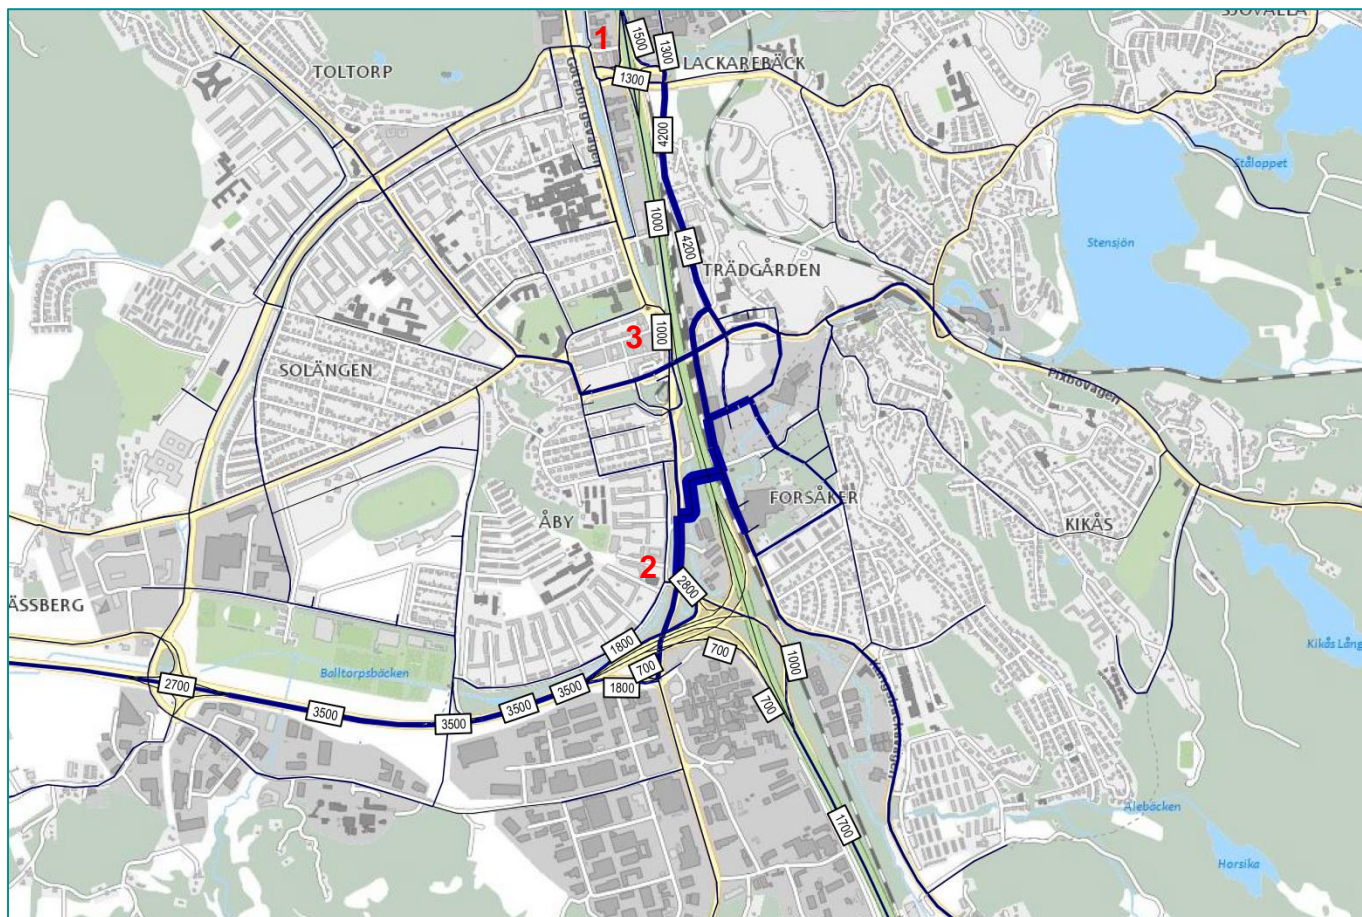 SJÖVALLA
1
1500
1300
LACKAREBÄCK
TOLTORP
1300
Göteborgsvägen
4200
Ståloppet
1000
Stensjön
4200
TRÄDGÅRDEN
3
1000
SOLÄNGEN
Pixbovägen
FORSÅKER
ÅBY
KIKÅS
2
2800
ÄSSBERG
1800
Kikås Lång
700
700
1000
Balltorpsbäcken
2700
1800
3500
3500
3500
3500
700
Kungsbackavägen
Alebäcken
1700
Horsika